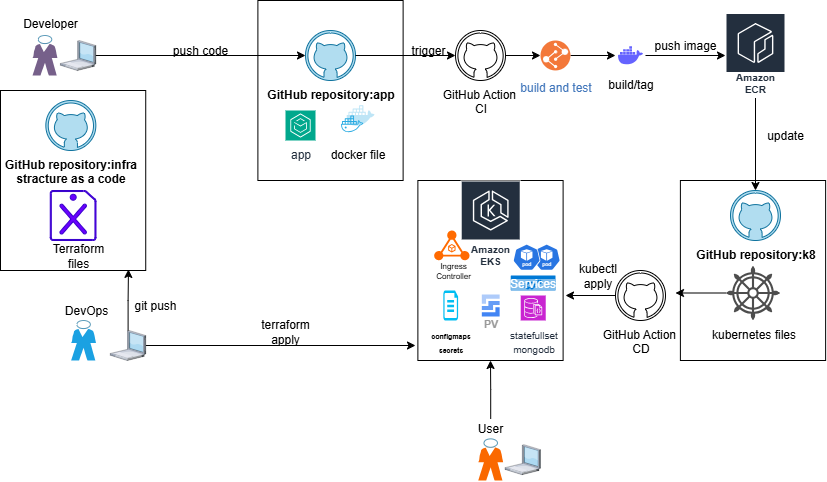 Developer
push code
GitHub repository:app
app
docker file
trigger
GitHub Action
CI
build and test
build/tag
push image
Amazon
ECR
update
GitHub repository:infra
stracture as a code
Terraform
files
git push
DevOps
terraform
apply
Amazon
EKS
Ingress
Controller
pod
pod
Services
configmaps
secrets
PV
statefullset
mongodb
kubectl
apply
GitHub Action
CD
GitHub repository:k8
kubernetes files
User